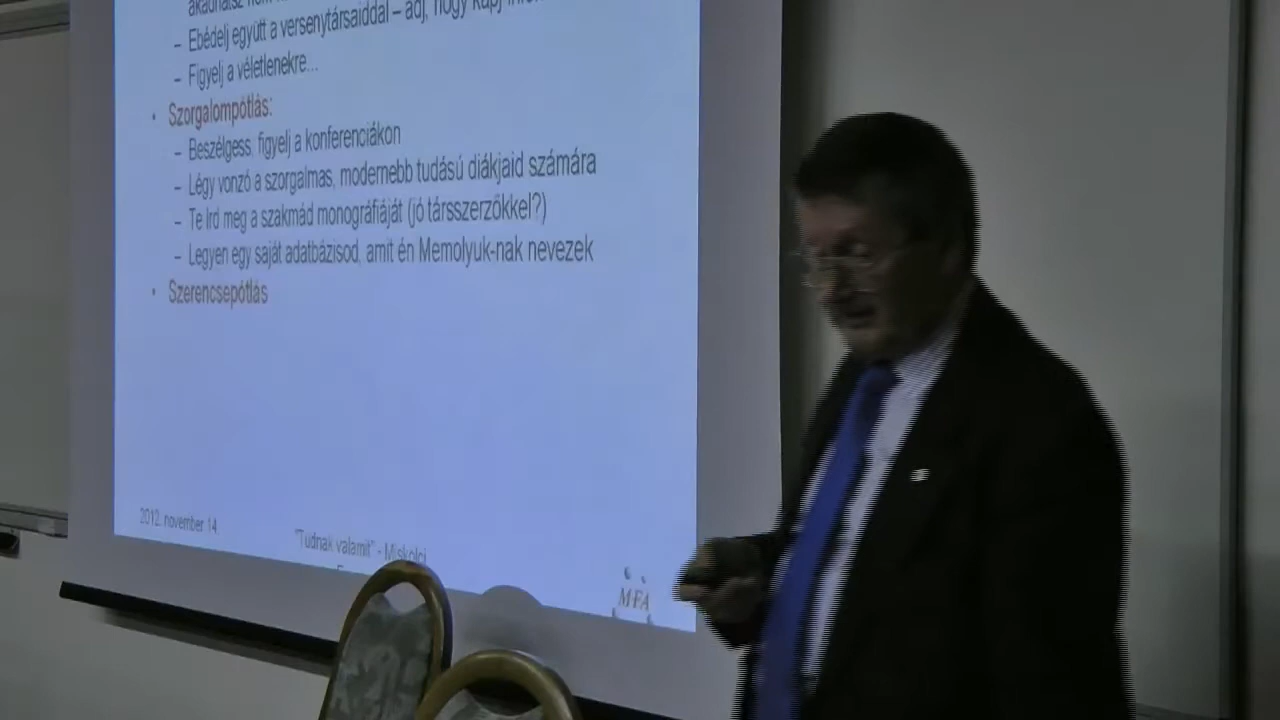 – Ebédelj együtt a versenytársaiddal – adj, hogy kapj
– Figyelj a véletlenekre...
• Szorgalompótlás:
– Beszélgess, figyelj a konferenciákon
– Légy vonzó a szorgalmas, modernebb tudású diákjaid számára
– Te írd meg a szakmád monográfiáját (jó társszerzőkkel?)
– Legyen egy saját adatbázisod, amit én Memolyuk-nak nevezek
• Szerencsepótlás
2012. november 14.
"Tudnak valamit" - Miskolci
MFA